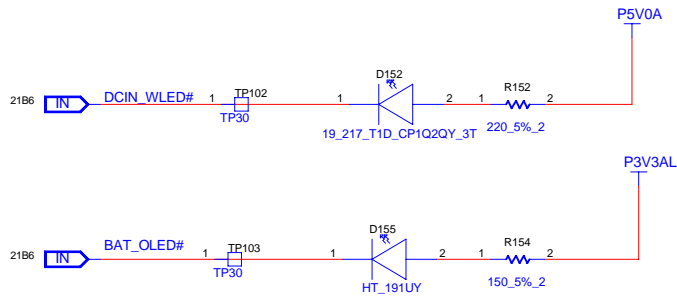 P5V0A
D152
21B6 IN DCIN_WLED# 1 TP102 1 2 1 R152 2
TP30
19_217_T1D_CP1Q2QY_3T
220_5%_2
P3V3AL
D155
21B6 IN BAT_OLED# 1 TP103 1 2 1 R154 2
TP30
HT_191UY
150_5%_2